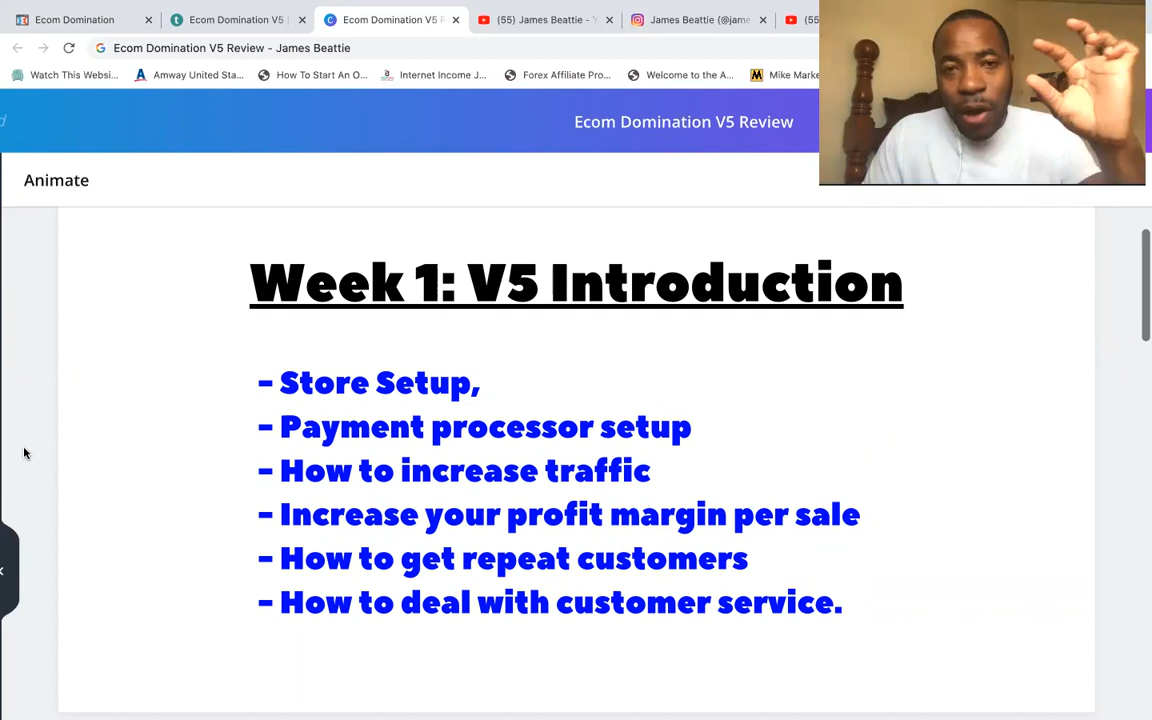 Ecom Domination
Ecom Domination V5
Ecom Domination V5 R
(55) James Beattie -
James Beattie (@jame
(55
Ecom Domination V5 Review - James Beattie
Watch This Websi...
Amway United Sta...
How To Start An O...
Internet Income J...
Forex Affiliate Pro...
Welcome to the A...
Mike Marke
d
Ecom Domination V5 Review
Animate
Week 1: V5 Introduction
- Store Setup,
- Payment processor setup
- How to increase traffic
- Increase your profit margin per sale
- How to get repeat customers
- How to deal with customer service.